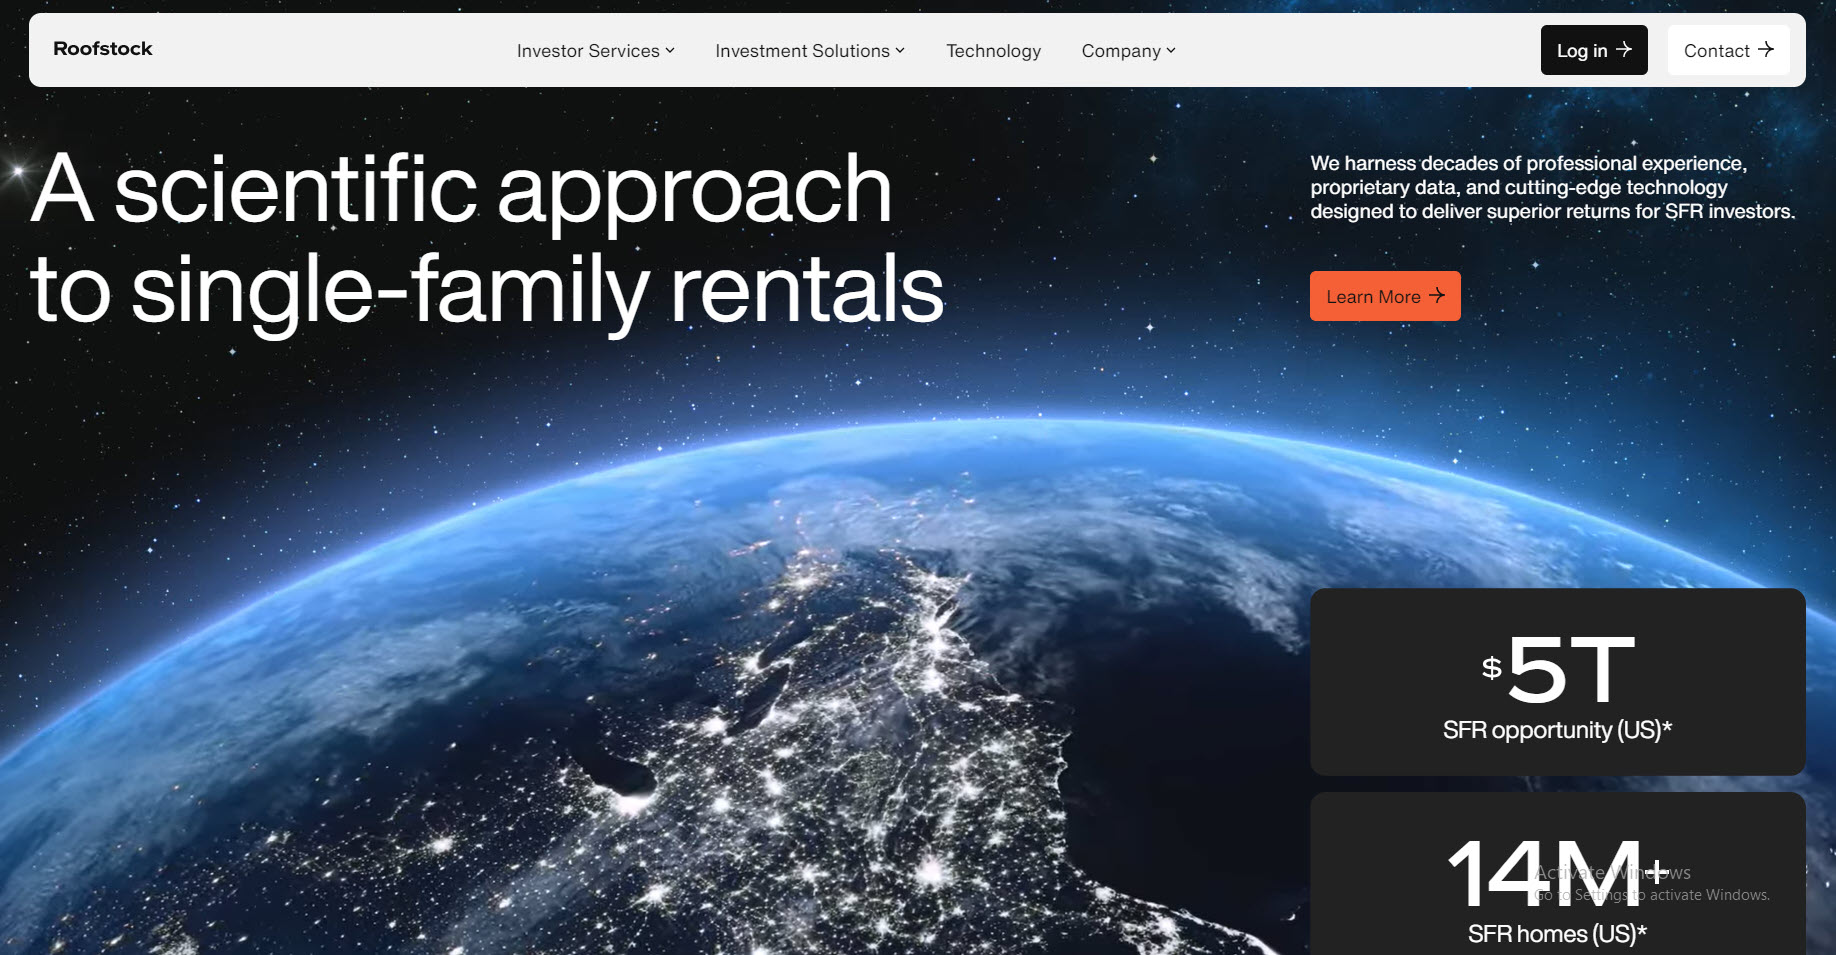 Roofstock
Investor Services
Investment Solutions
Technology
Company
Log in
Contact
A scientific approach
to single-family rentals
We harness decades of professional experience,
proprietary data, and cutting-edge technology
designed to deliver superior returns for SFR investors.
Learn More
$5T
SFR opportunity (US)*
14M+
SFR homes (US)*
Activate Windows
Go to Settings to activate Windows.